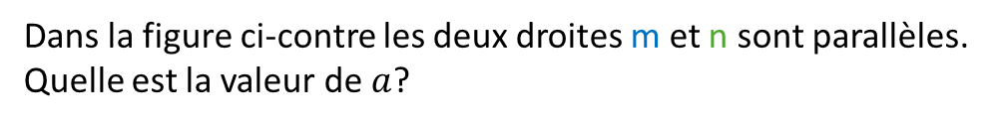 Dans la figure ci-contre les deux droites m et n sont parallèles.
Quelle est la valeur de a?